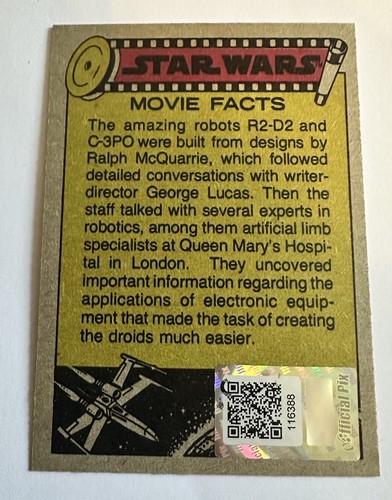 STAR WARS
MOVIE FACTS
The amazing robots R2-D2 and
C-3PO were built from designs by
Ralph McQuarrie, which followed
detailed conversations with writer-
director George Lucas. Then the
staff talked with several experts in
robotics, among them artificial limb
specialists at Queen Mary's Hospi-
tal in London. They uncovered
important information regarding the
applications of electronic equip-
ment that made the task of creating
the droids much easier.
116388
Official Pix